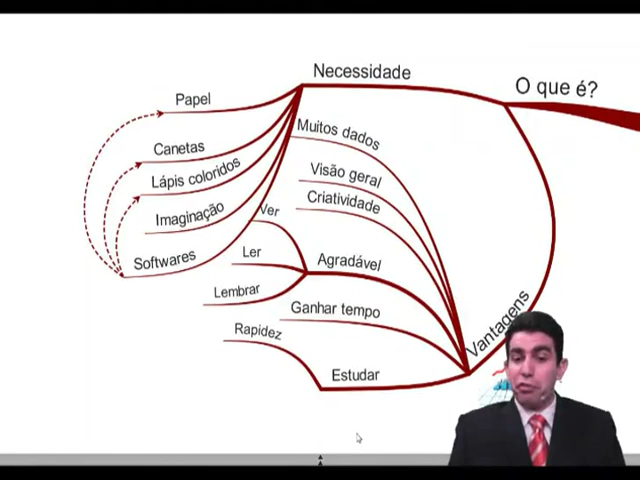 O que é?
Necessidade
Papel
Canetas
Lápis coloridos
Imaginação
Softwares
Vantagens
Muitos dados
Visão geral
Criatividade
Agradável
Ver
Ler
Lembrar
Ganhar tempo
Estudar
Rapidez